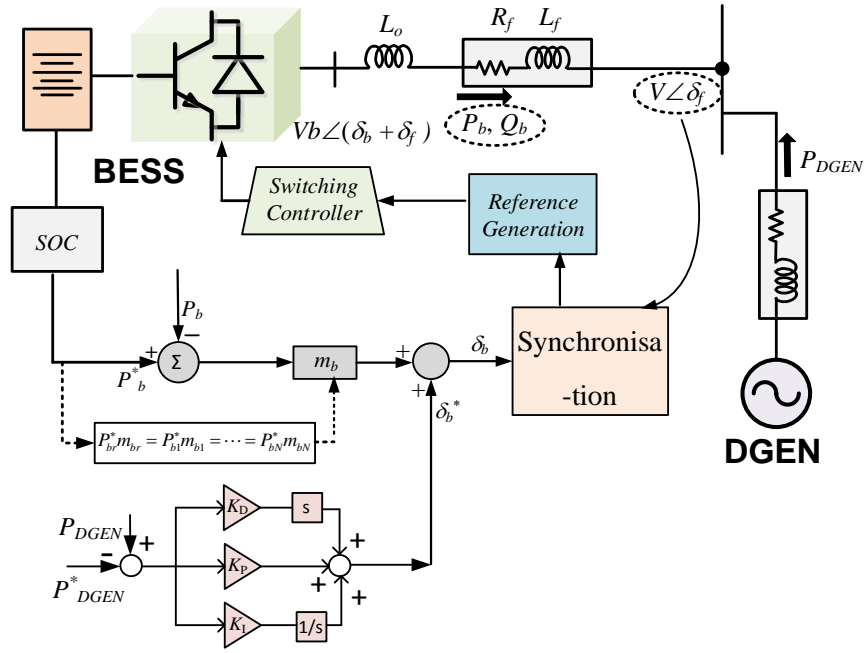 L_o
R_f L_f
P_b, Q_b
V∠δ_f
Vb∠(δ_b + δ_f)
BESS
P_DGEN
Switching
Controller
Reference
Generation
SOC
P_b
−
+
Σ
P*_b
m_b
+
+
δ_b
δ_b*
Synchronisa
-tion
DGEN
P*_br m_br = P*_b1 m_b1 = ⋯ = P*_bN m_bN
P_DGEN
+
-
P*_DGEN
K_D
s
+
K_P
+
+
K_I
1/s
+